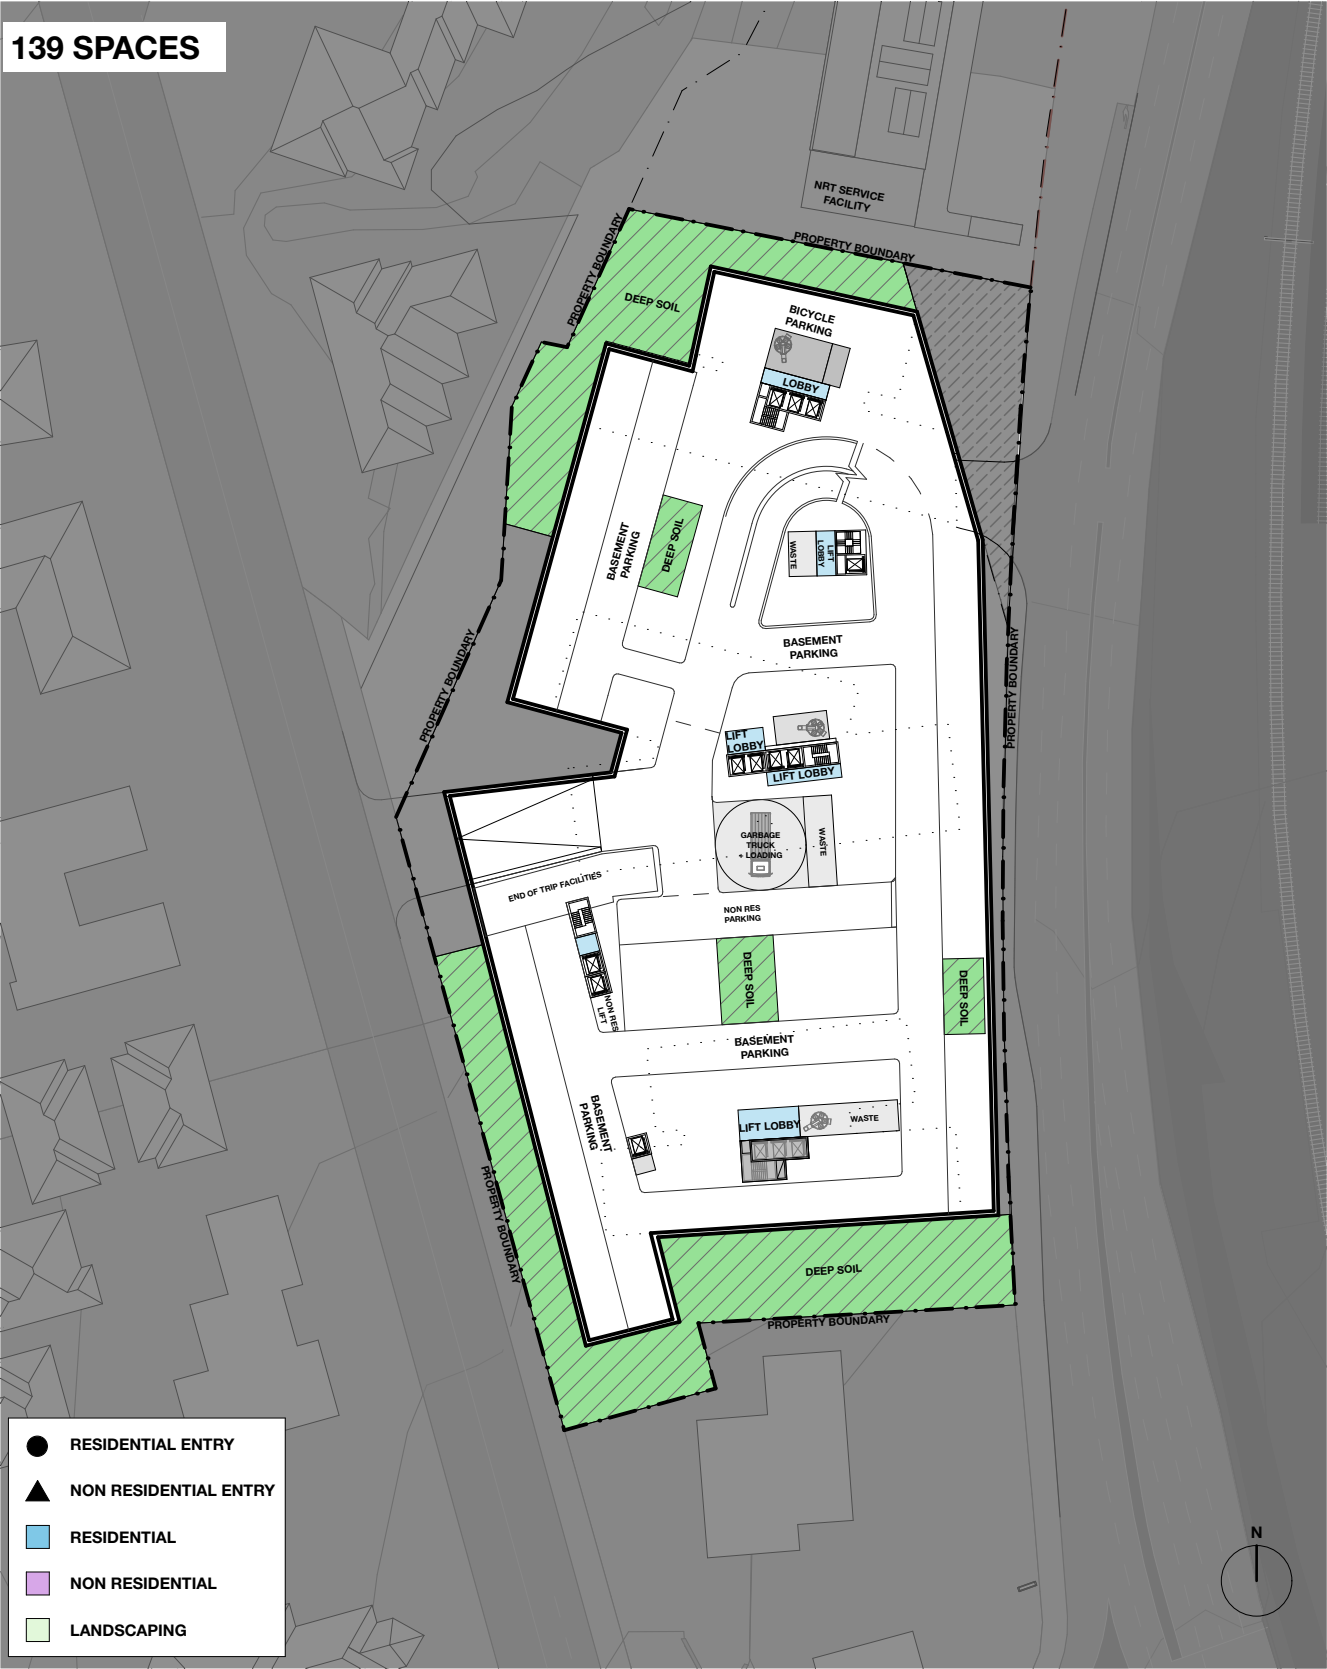 139 SPACES
NRT SERVICE
FACILITY
PROPERTY BOUNDARY
PROPERTY BOUNDARY
DEEP SOIL
BICYCLE
PARKING
LOBBY
BASEMENT
PARKING
DEEP SOIL
WASTE
LIFT
LOBBY
BASEMENT
PARKING
PROPERTY BOUNDARY
PROPERTY BOUNDARY
LIFT
LOBBY
LIFT LOBBY
GARBAGE
TRUCK
+ LOADING
WASTE
END OF TRIP FACILITIES
NON RES
PARKING
DEEP SOIL
DEEP SOIL
NON RES
LIFT
BASEMENT
PARKING
BASEMENT
PARKING
LIFT LOBBY
WASTE
PROPERTY BOUNDARY
DEEP SOIL
PROPERTY BOUNDARY
RESIDENTIAL ENTRY
NON RESIDENTIAL ENTRY
RESIDENTIAL
NON RESIDENTIAL
LANDSCAPING
N